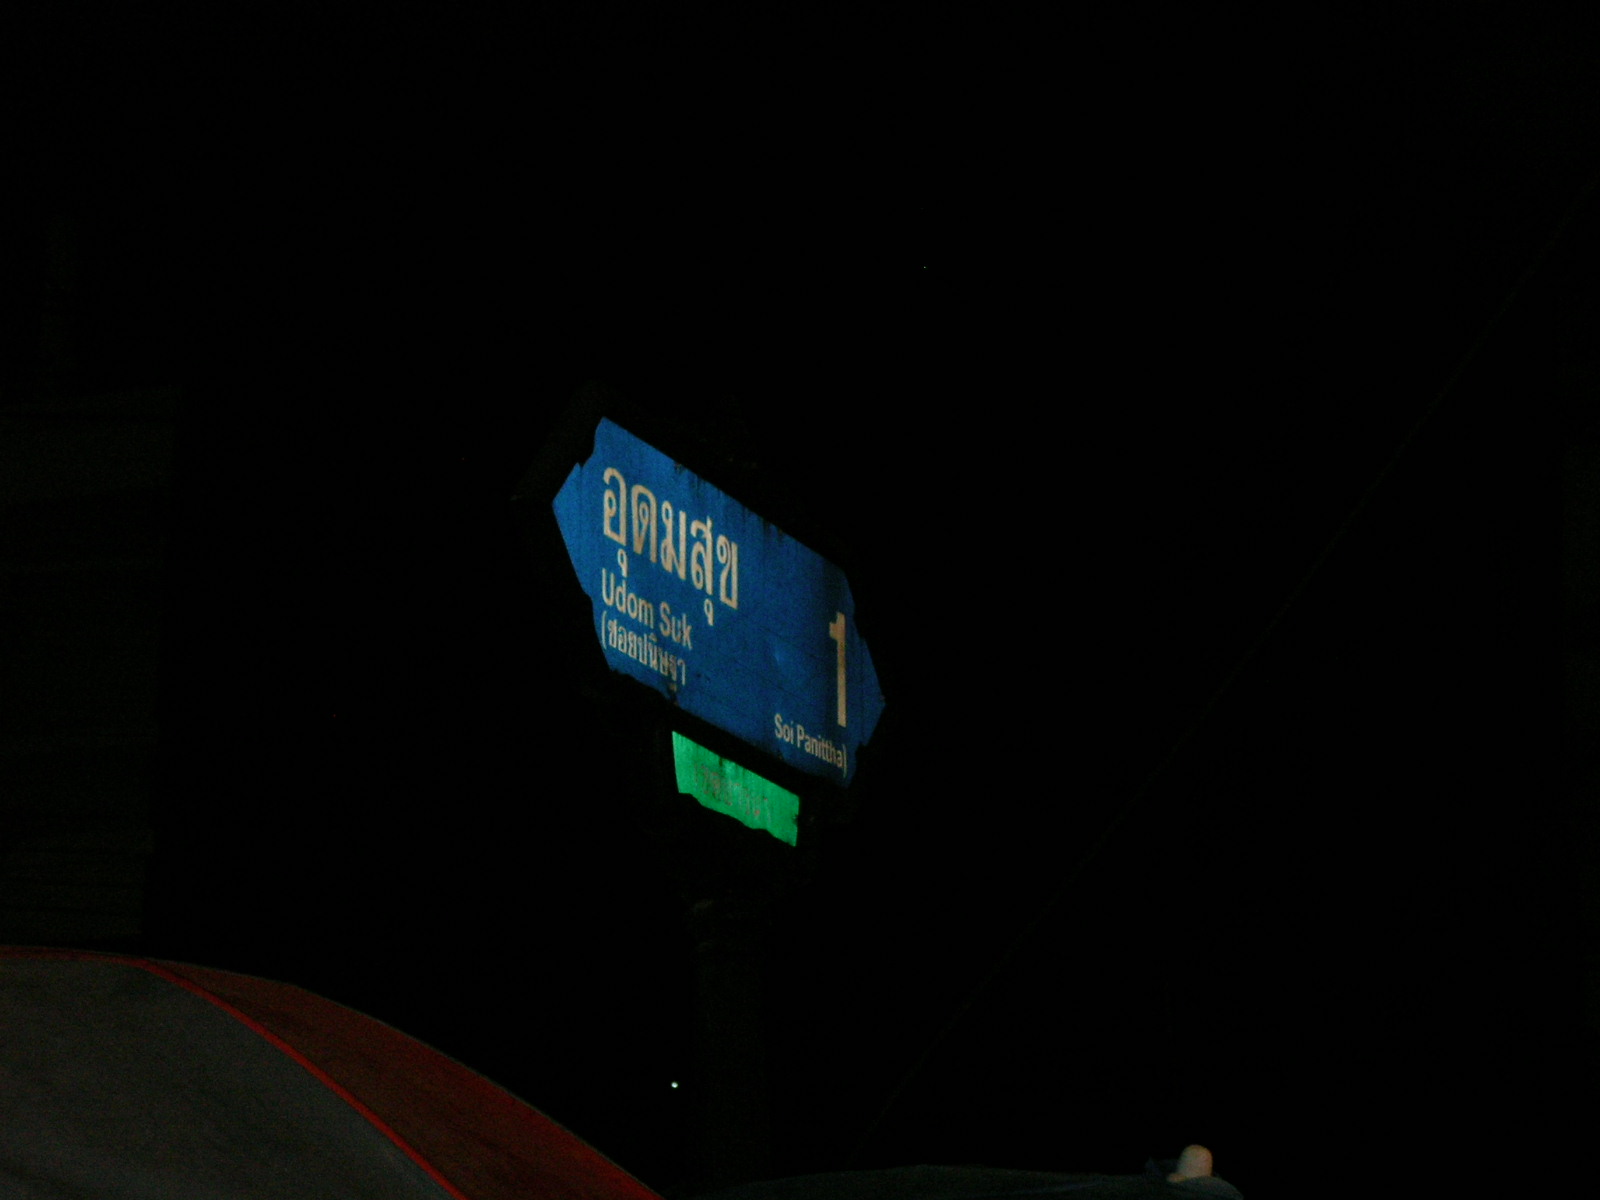 อุดมสุข 1
Udom Suk
(ซอยปนิษฐา Soi Panittha)